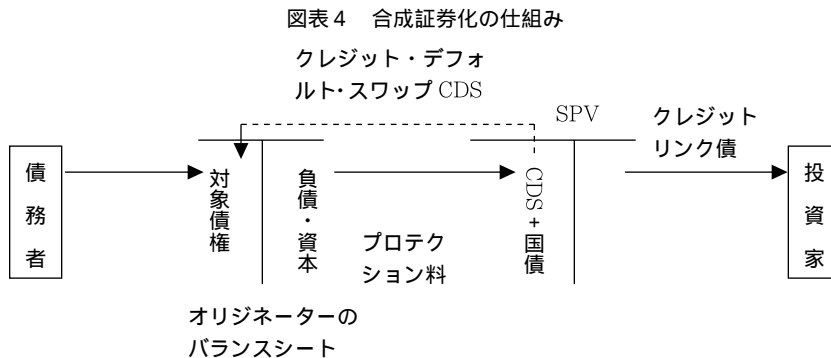 図表４　合成証券化の仕組み
クレジット・デフォ
ルト・スワップ CDS
SPV
クレジット
リンク債
債務者
対象債権
負債・資本
プロテク
ション料
CDS＋国債
投資家
オリジネーターの
バランスシート